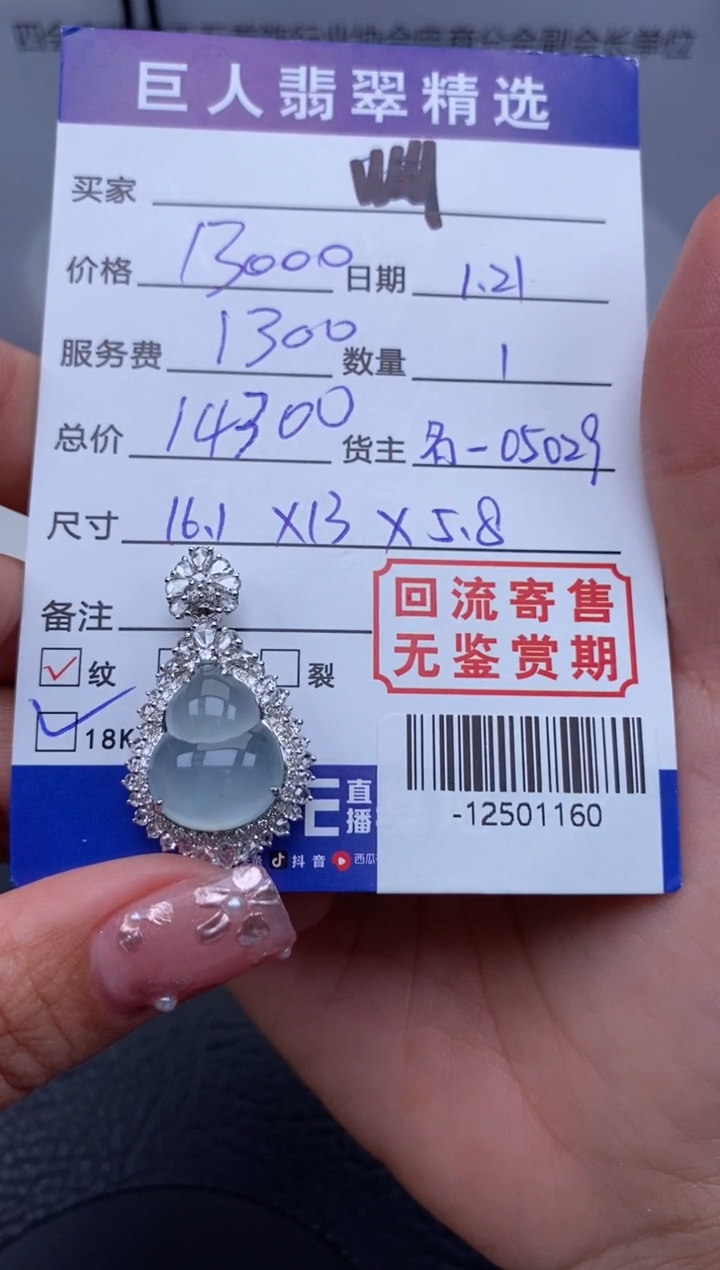 巨人翡翠精选
买家
价格 13000 日期 1.21
服务费 1300 数量 1
总价 14300 货主 名-05029
尺寸 16.1 X13 X 5.8
备注
回流寄售
无鉴赏期
纹 裂
18K
直播
抖音 西瓜
-12501160